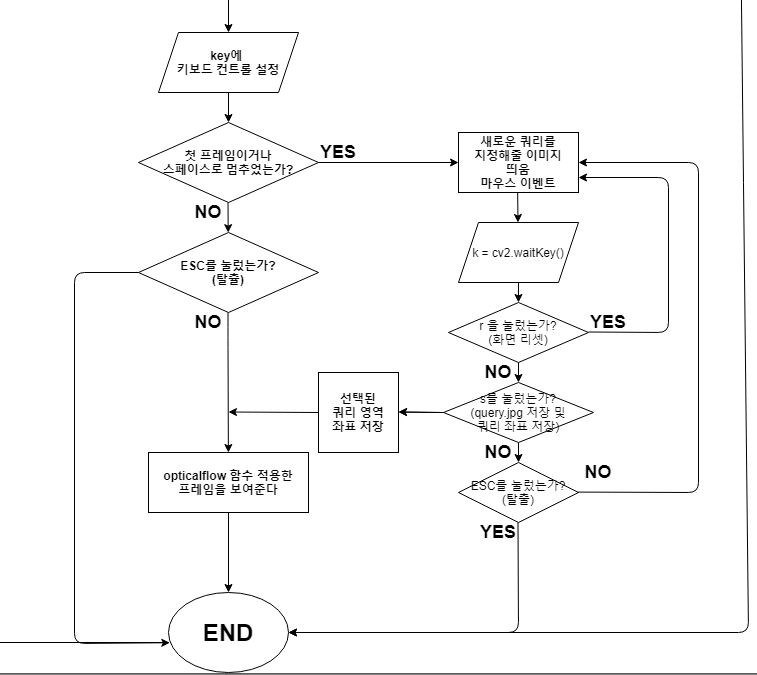 key에
키보드 컨트롤 설정
첫 프레임이거나
스페이스로 멈추었는가?
YES
NO
ESC를 눌렀는가?
(탈출)
NO
새로운 쿼리를
지정해줄 이미지
띄움
마우스 이벤트
k = cv2.waitKey()
r 을 눌렀는가?
(화면 리셋)
YES
NO
s를 눌렀는가?
(query.jpg 저장 및
쿼리 좌표 저장)
선택된
쿼리 영역
좌표 저장
NO
ESC를 눌렀는가?
(탈출)
NO
YES
opticalflow 함수 적용한
프레임을 보여준다
END